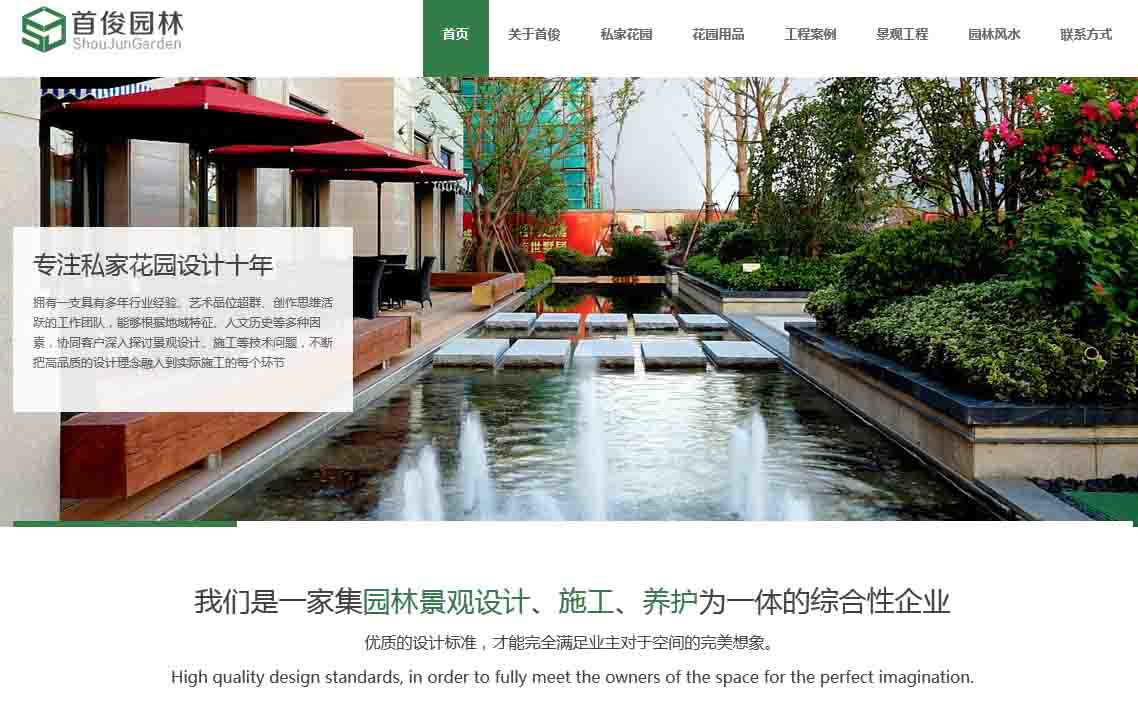 首俊园林
ShouJunGarden
首页 关于首俊 私家花园 花园用品 工程案例 景观工程 园林风水 联系方式
专注私家花园设计十年
拥有一支具有多年行业经验、艺术品位超群、创作思维活
跃的工作团队，能够根据地域特征、人文历史等多种因
素，协同客户深入探讨景观设计、施工等技术问题，不断
把高品质的设计理念融入到实际施工的每个环节
我们是一家集园林景观设计、施工、养护为一体的综合性企业
优质的设计标准，才能完全满足业主对于空间的完美想象。
High quality design standards, in order to fully meet the owners of the space for the perfect imagination.